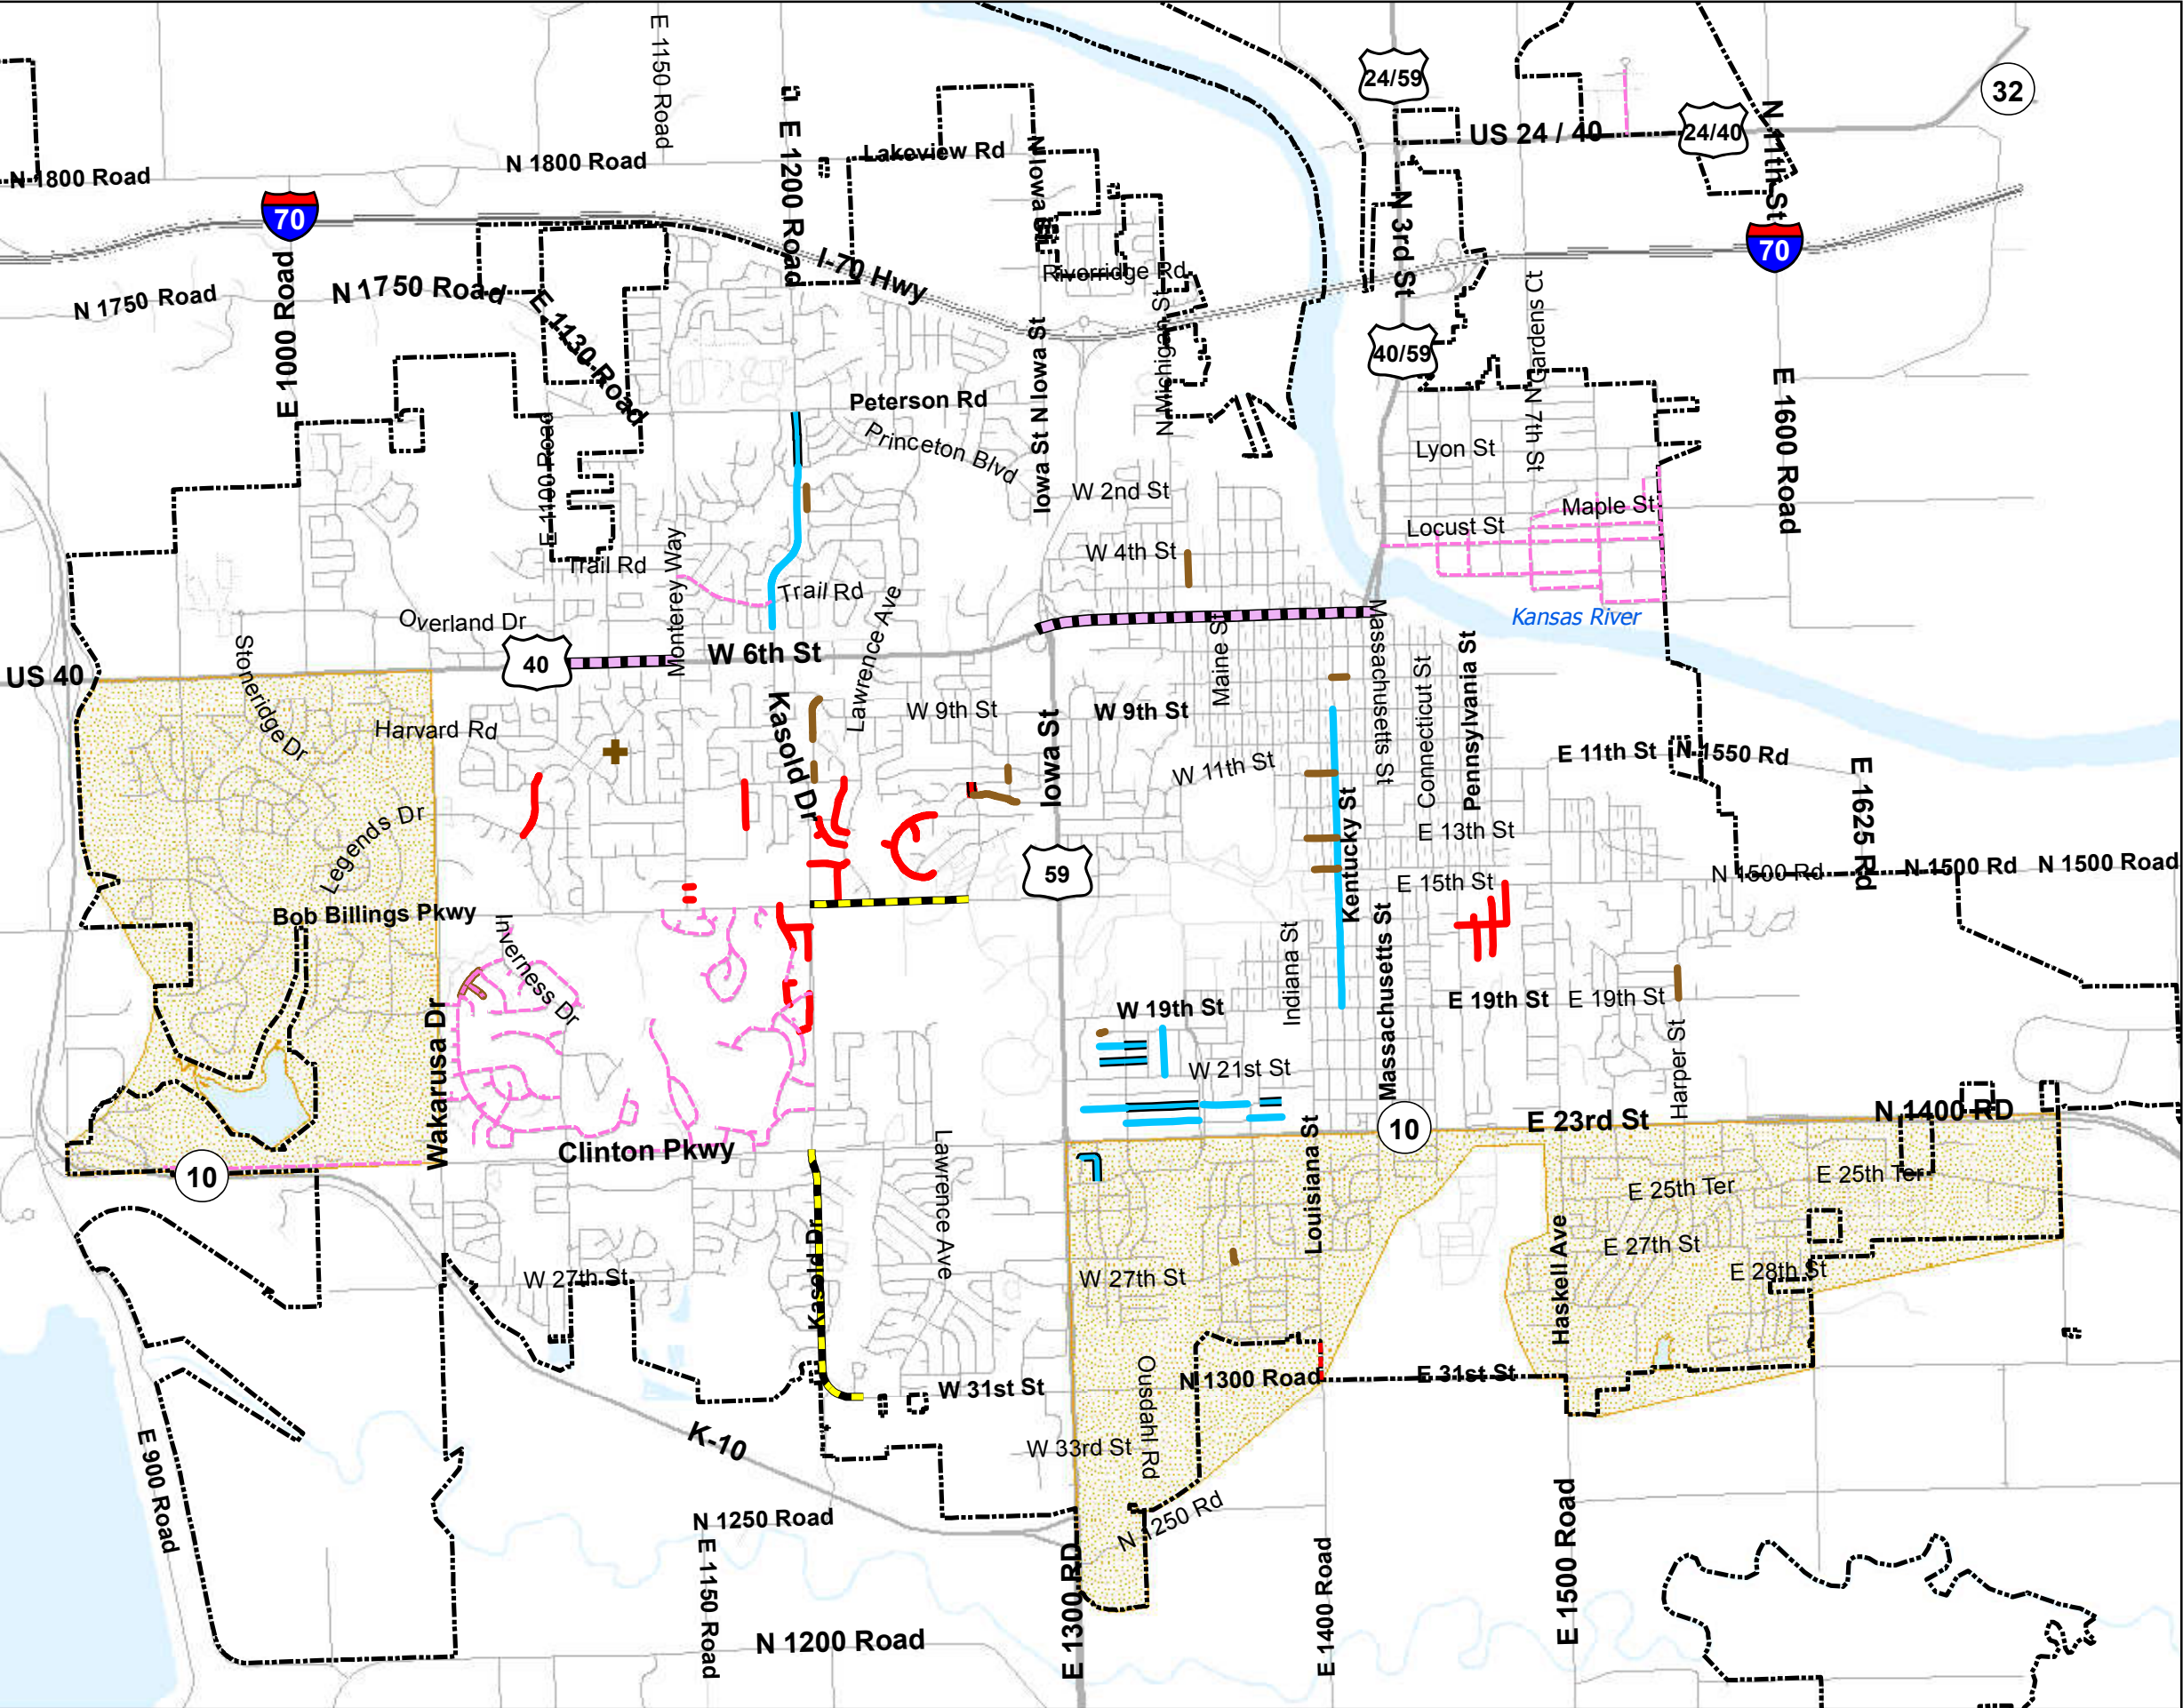 E 1150 Road
24/59
32
US 24 / 40
24/40
N 11th St
E 1200 Road
Lakeview Rd
N 1800 Road
N 1800 Road
N Iowa St
N 3rd St
70
70
I-70 Hwy
Riverridge Rd
N 1750 Road
N 1750 Road
E 1000 Road
E 1130 Road
N Michigan St
N 7th St
N Gardens Ct
40/59
Iowa St
N Iowa St
Peterson Rd
Princeton Blvd
E 1600 Road
E 1100 Road
Lyon St
W 2nd St
Maple St
Locust St
W 4th St
Trail Rd
Trail Rd
Monterey Way
Overland Dr
Lawrence Ave
Kansas River
Stoneridge Dr
US 40
40
W 6th St
Maine St
Massachusetts St
Connecticut St
Pennsylvania St
Harvard Rd
Kasold Dr
W 9th St
W 9th St
Iowa St
W 11th St
E 11th St
N 1550 Rd
E 1625 Rd
Legends Dr
Kentucky St
E 13th St
59
E 15th St
N 1500 Rd
N 1500 Rd
N 1500 Road
Bob Billings Pkwy
Inverness Dr
Indiana St
Massachusetts St
W 19th St
E 19th St
E 19th St
Harper St
Wakarusa Dr
W 21st St
N 1400 RD
E 23rd St
10
10
Clinton Pkwy
Lawrence Ave
Louisiana St
E 25th Ter
E 25th Ter
Kasold Dr
W 27th St
W 27th St
Haskell Ave
E 27th St
E 28th St
Ousdahl Rd
N 1300 Road
E 31st St
W 31st St
K-10
W 33rd St
E 900 Road
N 1250 Road
N 1250 Rd
E 1150 Road
E 1300 RD
E 1400 Road
E 1500 Road
N 1200 Road